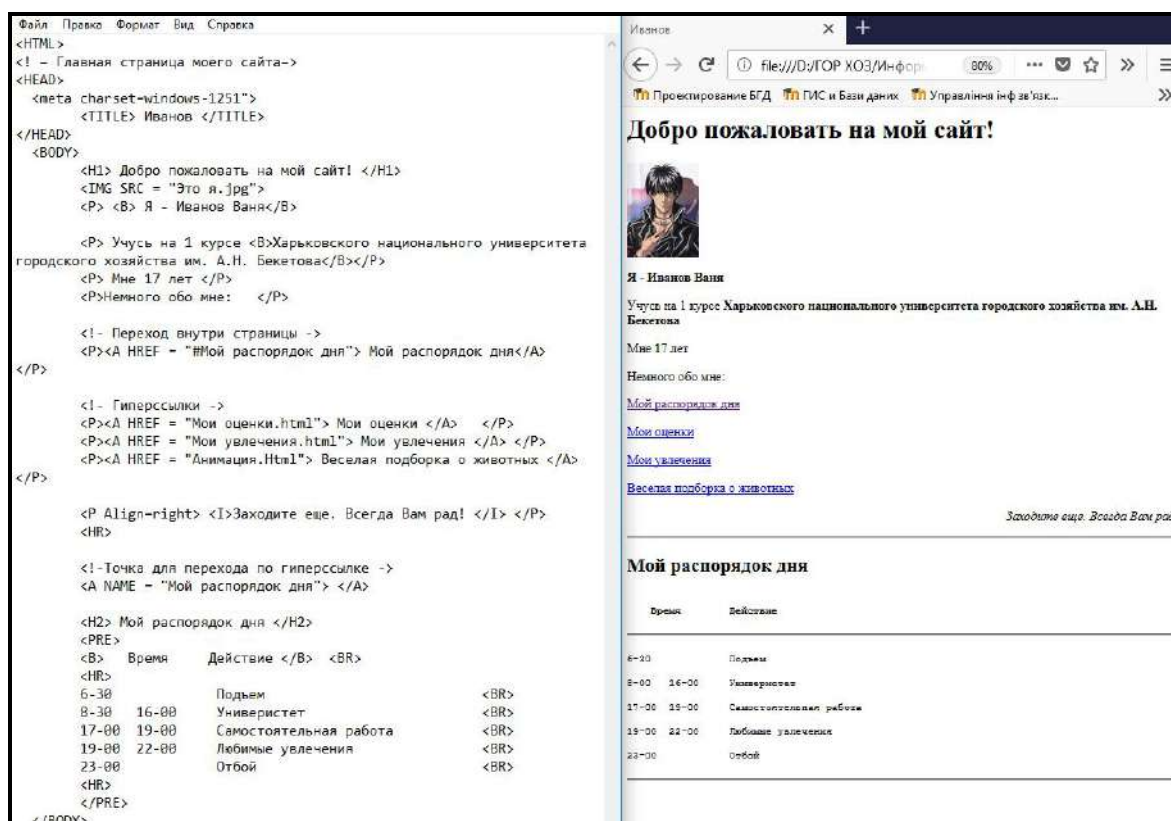 Файл Правка Формат Вид Справка
<HTML>
<! – Главная страница моего сайта–>
<HEAD>
<meta charset-windows-1251">
<TITLE> Иванов </TITLE>
</HEAD>
<BODY>
<H1> Добро пожаловать на мой сайт! </H1>
<IMG SRC = "Это я.jpg">
<P> <B> Я - Иванов Ваня</B>
<P> Учусь на 1 курсе <B>Харьковского национального университета
городского хозяйства им. А.Н. Бекетова</B></P>
<P> Мне 17 лет </P>
<P>Немного обо мне: </P>
<!- Переход внутри страницы ->
<P><A HREF = "#Мой распорядок дня"> Мой распорядок дня</A>
</P>
<!- Гиперссылки ->
<P><A HREF = "Мои оценки.html"> Мои оценки </A> </P>
<P><A HREF = "Мои увлечения.html"> Мои увлечения </A> </P>
<P><A HREF = "Анимация.Html"> Веселая подборка о животных </A>
</P>
<P Align=right> <I>Заходите еще. Всегда Вам рад! </I> </P>
<HR>
<!-Точка для перехода по гиперссылке ->
<A NAME = "Мой распорядок дня"> </A>
<H2> Мой распорядок дня </H2>
<PRE>
<B> Время Действие </B> <BR>
<HR>
6-30 Подъем <BR>
8-30 16-00 Универистет <BR>
17-00 19-00 Самостоятельная работа <BR>
19-00 22-00 Любимые увлечения <BR>
23-00 Отбой <BR>
<HR>
</PRE>
</BODY>
Иванов
file:///D:/ГОР ХОЗ/Инфор 80%
Проектирование БГД ГИС и Бази даних Управління інф зв'язк...
Добро пожаловать на мой сайт!
Я - Иванов Ваня
Учусь на 1 курсе Харьковского национального университета городского хозяйства им. А.Н.
Бекетова
Мне 17 лет
Немного обо мне:
Мой распорядок дня
Мои оценки
Мои увлечения
Веселая подборка о животных
Заходите еще. Всегда Вам рад
Мой распорядок дня
Время Действие
Подъем
16-00 Универистет
17-00 19-00 Самостоятельная работа
19-00 22-00 Любимые увлечения
23-00 Отбой